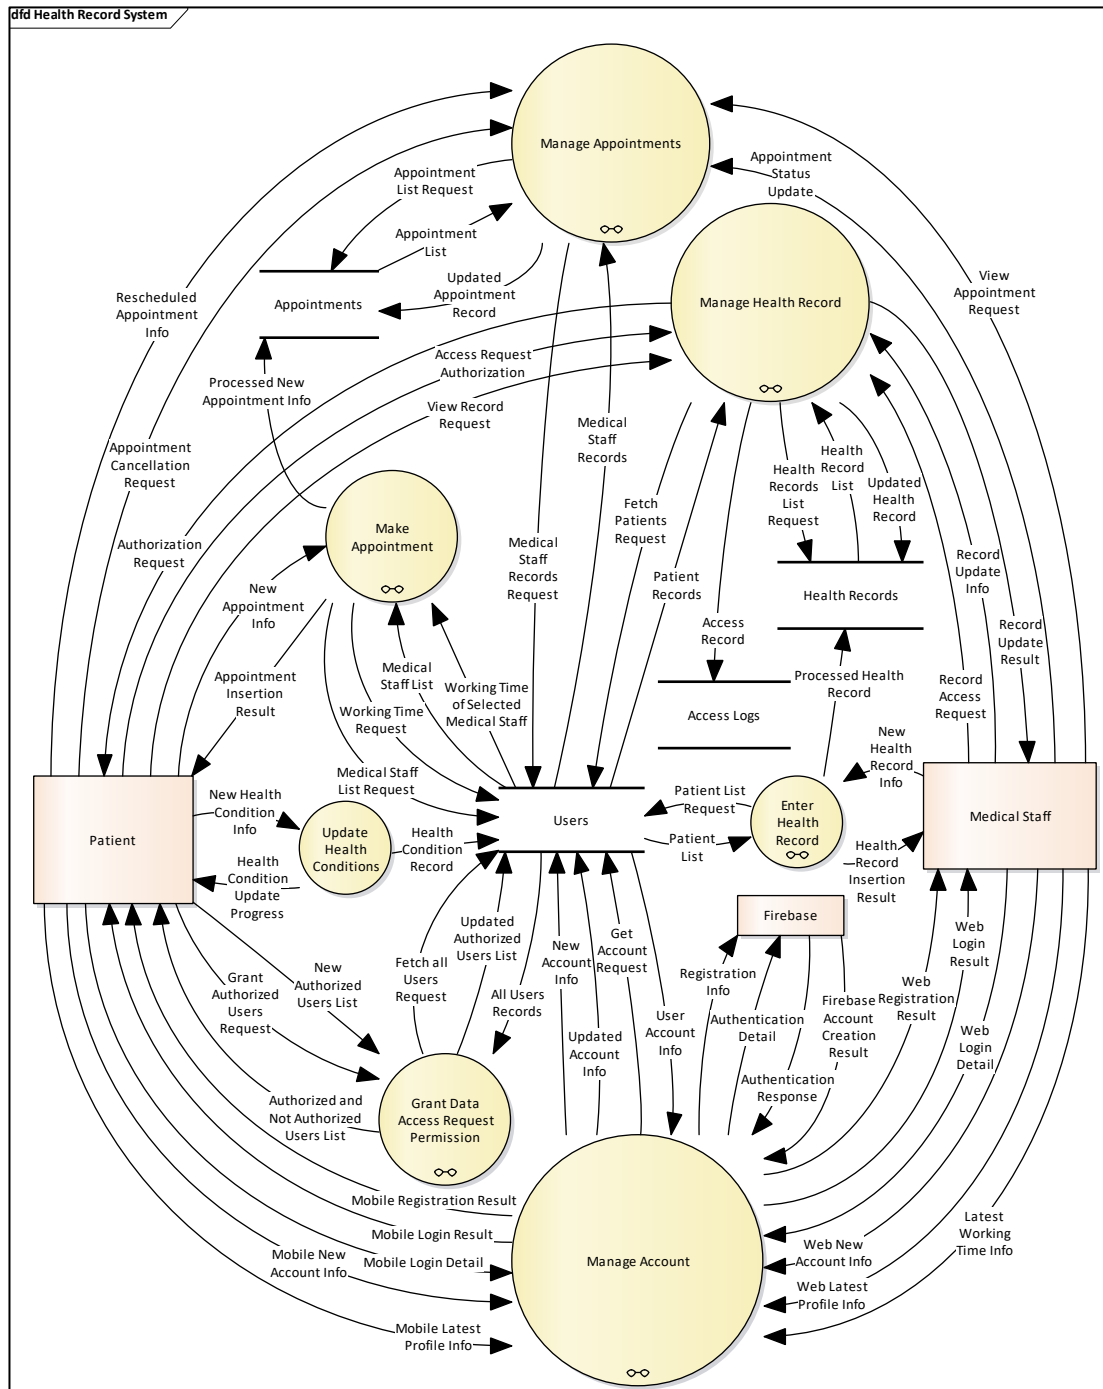 dfd Health Record System
Manage Appointments
Appointment
Status
Update
Appointment
List Request
Appointment
List
Updated
Appointment
Record
Appointments
Rescheduled
Appointment
Info
View
Appointment
Request
Manage Health Record
Access Request
Authorization
View Record
Request
Processed New
Appointment Info
Appointment
Cancellation
Request
Medical
Staff
Records
Health
Records
List
Request
Health
Record
List
Updated
Health
Record
Make
Appointment
Authorization
Request
Fetch
Patients
Request
Medical
Staff
Records
Request
Patient
Records
New
Appointment
Info
Record
Update
Info
Health Records
Access
Record
Record
Update
Result
Appointment
Insertion
Result
Medical
Staff List
Working Time
of Selected
Medical Staff
Working Time
Request
Processed Health
Record
Record
Access
Request
Access Logs
New
Health
Record
Info
Medical Staff
List Request
Patient
New Health
Condition
Info
Update
Health
Conditions
Health
Condition
Record
Health
Condition
Update
Progress
Users
Patient List
Request
Patient
List
Enter
Health
Record
Medical Staff
Health
Record
Insertion
Result
Firebase
Grant
Authorized
Users
Request
New
Authorized
Users List
Fetch all
Users
Request
Updated
Authorized
Users List
All Users
Records
New
Account
Info
Get
Account
Request
Updated
Account
Info
User
Account
Info
Registration
Info
Authentication
Detail
Firebase
Account
Creation
Result
Authentication
Response
Web
Registration
Result
Web
Login
Result
Web
Login
Detail
Authorized and
Not Authorized
Users List
Grant Data
Access Request
Permission
Mobile Registration Result
Mobile Login Result
Mobile Login Detail
Mobile New
Account Info
Mobile Latest
Profile Info
Manage Account
Web New
Account Info
Web Latest
Profile Info
Latest
Working
Time Info